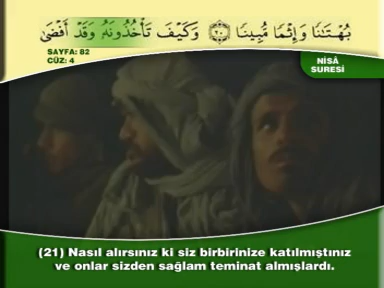 بُهْتَٰنًا وَإِثْمًا مُّبِينًا ﴿٢٠﴾ وَكَيْفَ تَأْخُذُونَهُۥ وَقَدْ أَفْضَىٰ
SAYFA: 82
CÜZ: 4
NİSÂ
SURESİ
(21) Nasıl alırsınız ki siz birbirinize katılmıştınız
ve onlar sizden sağlam teminat almışlardı.